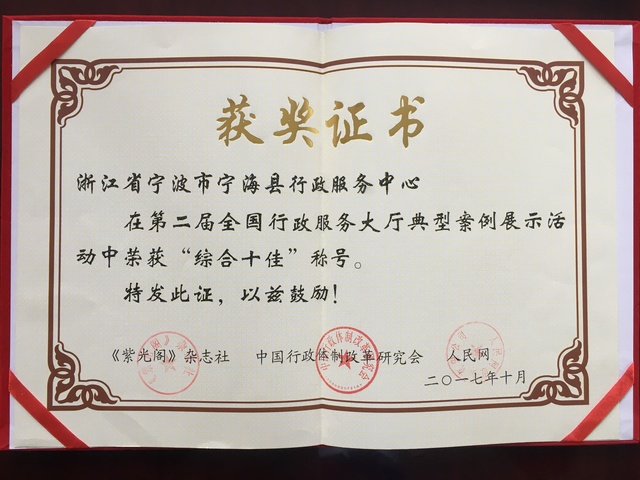 获奖证书
浙江省宁波市宁海县行政服务中心
在第二届全国行政服务大厅典型案例展示活
动中荣获“综合十佳”称号。
特发此证，以兹鼓励！
《紫光阁》杂志社 中国行政体制改革研究会 人民网
二〇一七年十月